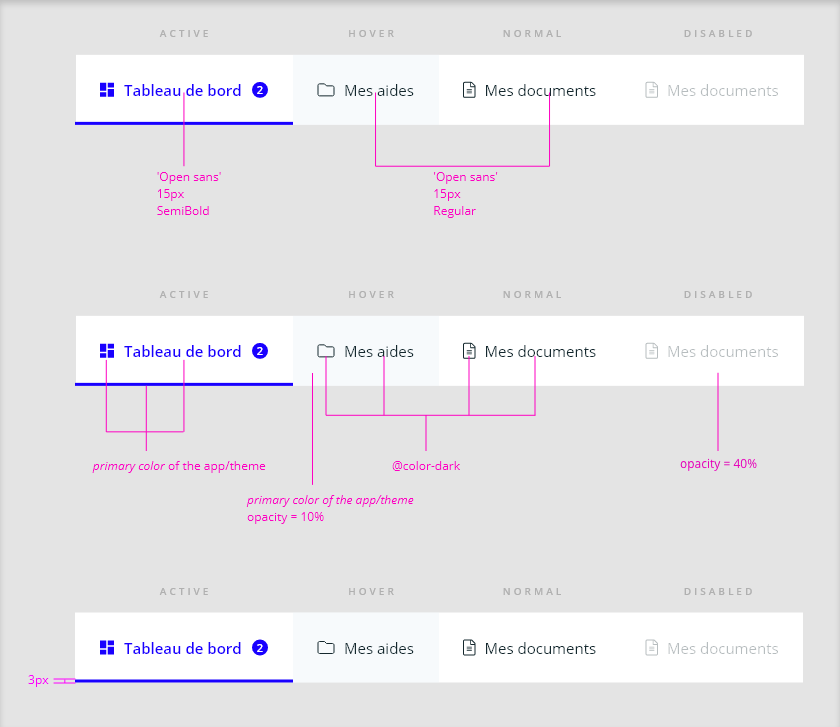 ACTIVE HOVER NORMAL DISABLED
Tableau de bord 2 Mes aides Mes documents Mes documents
'Open sans' 'Open sans'
15px 15px
SemiBold Regular
ACTIVE HOVER NORMAL DISABLED
Tableau de bord 2 Mes aides Mes documents Mes documents
primary color of the app/theme @color-dark opacity = 40%
primary color of the app/theme
opacity = 10%
ACTIVE HOVER NORMAL DISABLED
Tableau de bord 2 Mes aides Mes documents Mes documents
3px